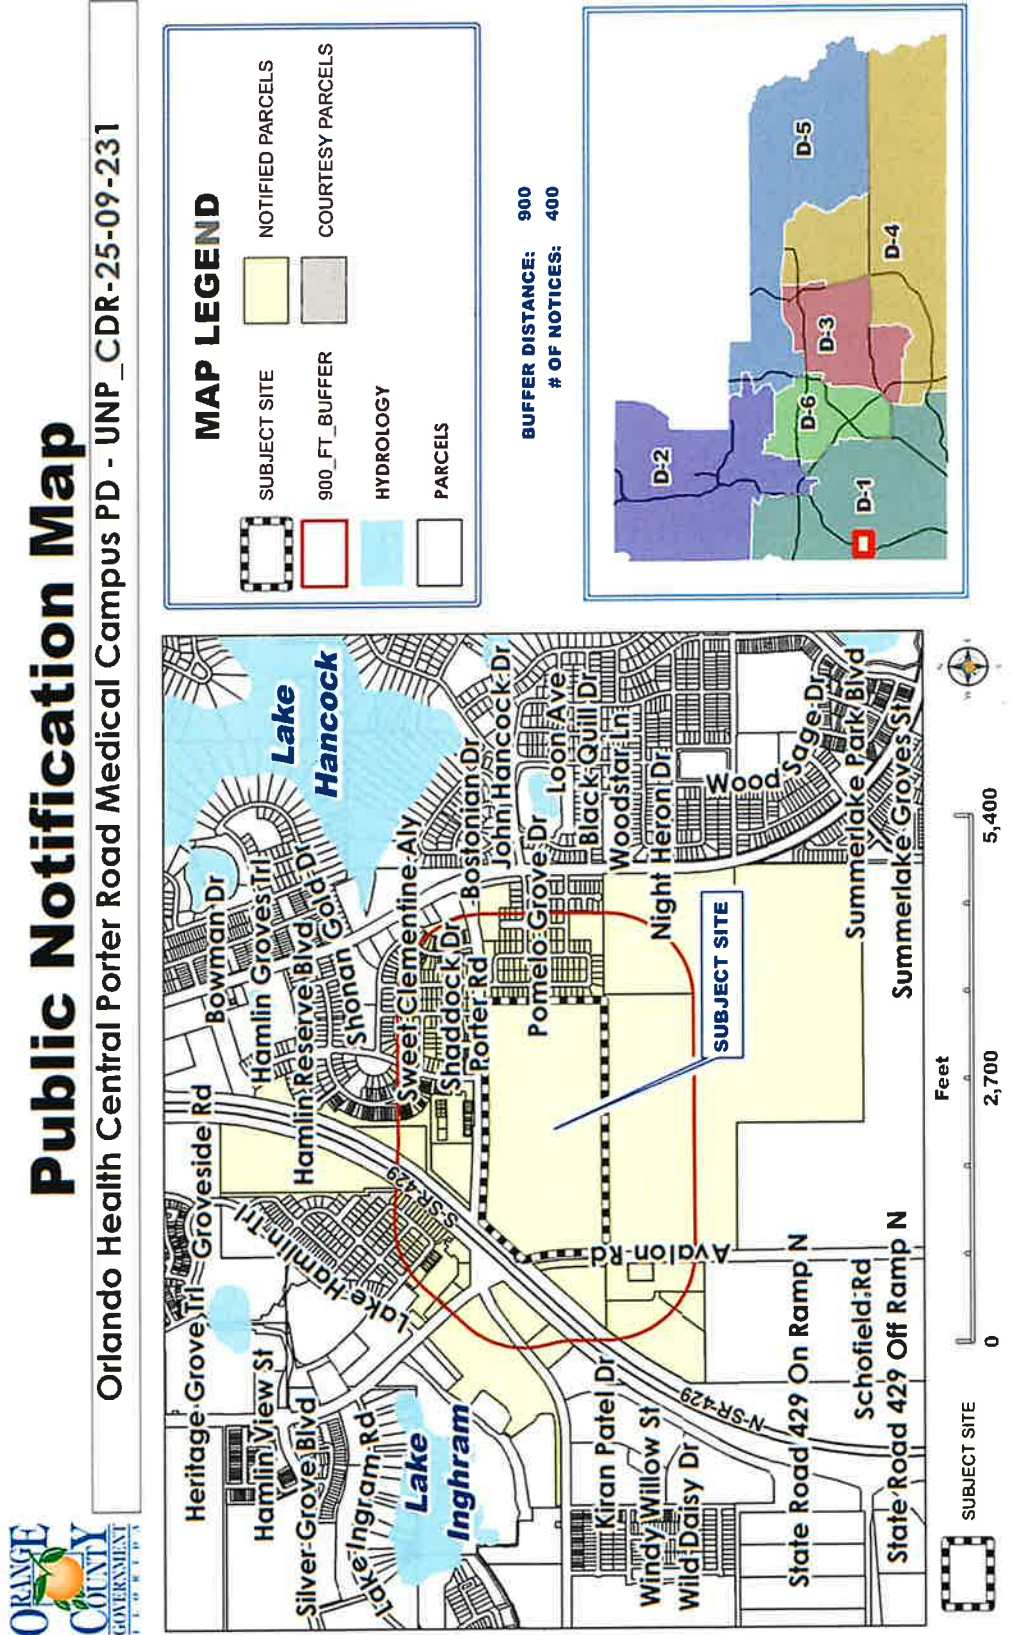 Public Notification Map
ORANGE
COUNTY
GOVERNMENT
FLORIDA
Orlando Health Central Porter Road Medical Campus PD - UNP_CDR-25-09-231
Heritage Grove Trl
Groveside Rd
Bowman Dr
Lake Hamlin Trl
Hamlin View St
Hamlin Groves Trl
Silver Grove Blvd
Hamlin Reserve Blvd
Shonan Gold Dr
Lake Ingram Rd
Lake
Hancock
S-SR-429
Sweet Clementine Aly
Lake
Inghram
Shaddock Dr
Bostonian Dr
Porter Rd
John Hancock Dr
Pomelo Grove Dr
Loon Ave
Black Quill Dr
Kiran Patel Dr
Woodstar Ln
Windy Willow St
Night Heron Dr
Wild Daisy Dr
N-SR-429
Avalon Rd
SUBJECT SITE
Wood Sage Dr
State Road 429 On Ramp N
Summerlake Park Blvd
Schofield Rd
State Road 429 Off Ramp N
Summerlake Groves St
MAP LEGEND
SUBJECT SITE
NOTIFIED PARCELS
900_FT_BUFFER
COURTESY PARCELS
HYDROLOGY
PARCELS
BUFFER DISTANCE: 900
# OF NOTICES: 400
D-2
D-5
D-6
D-3
D-1
D-4
SUBJECT SITE
Feet
0 2,700 5,400